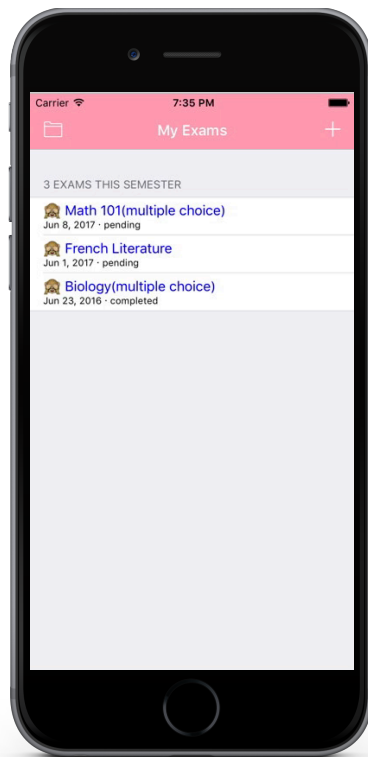 Carrier 7:35 PM
My Exams
3 EXAMS THIS SEMESTER
🙈 Math 101(multiple choice)
Jun 8, 2017 · pending
🙈 French Literature
Jun 1, 2017 · pending
🙈 Biology(multiple choice)
Jun 23, 2016 · completed